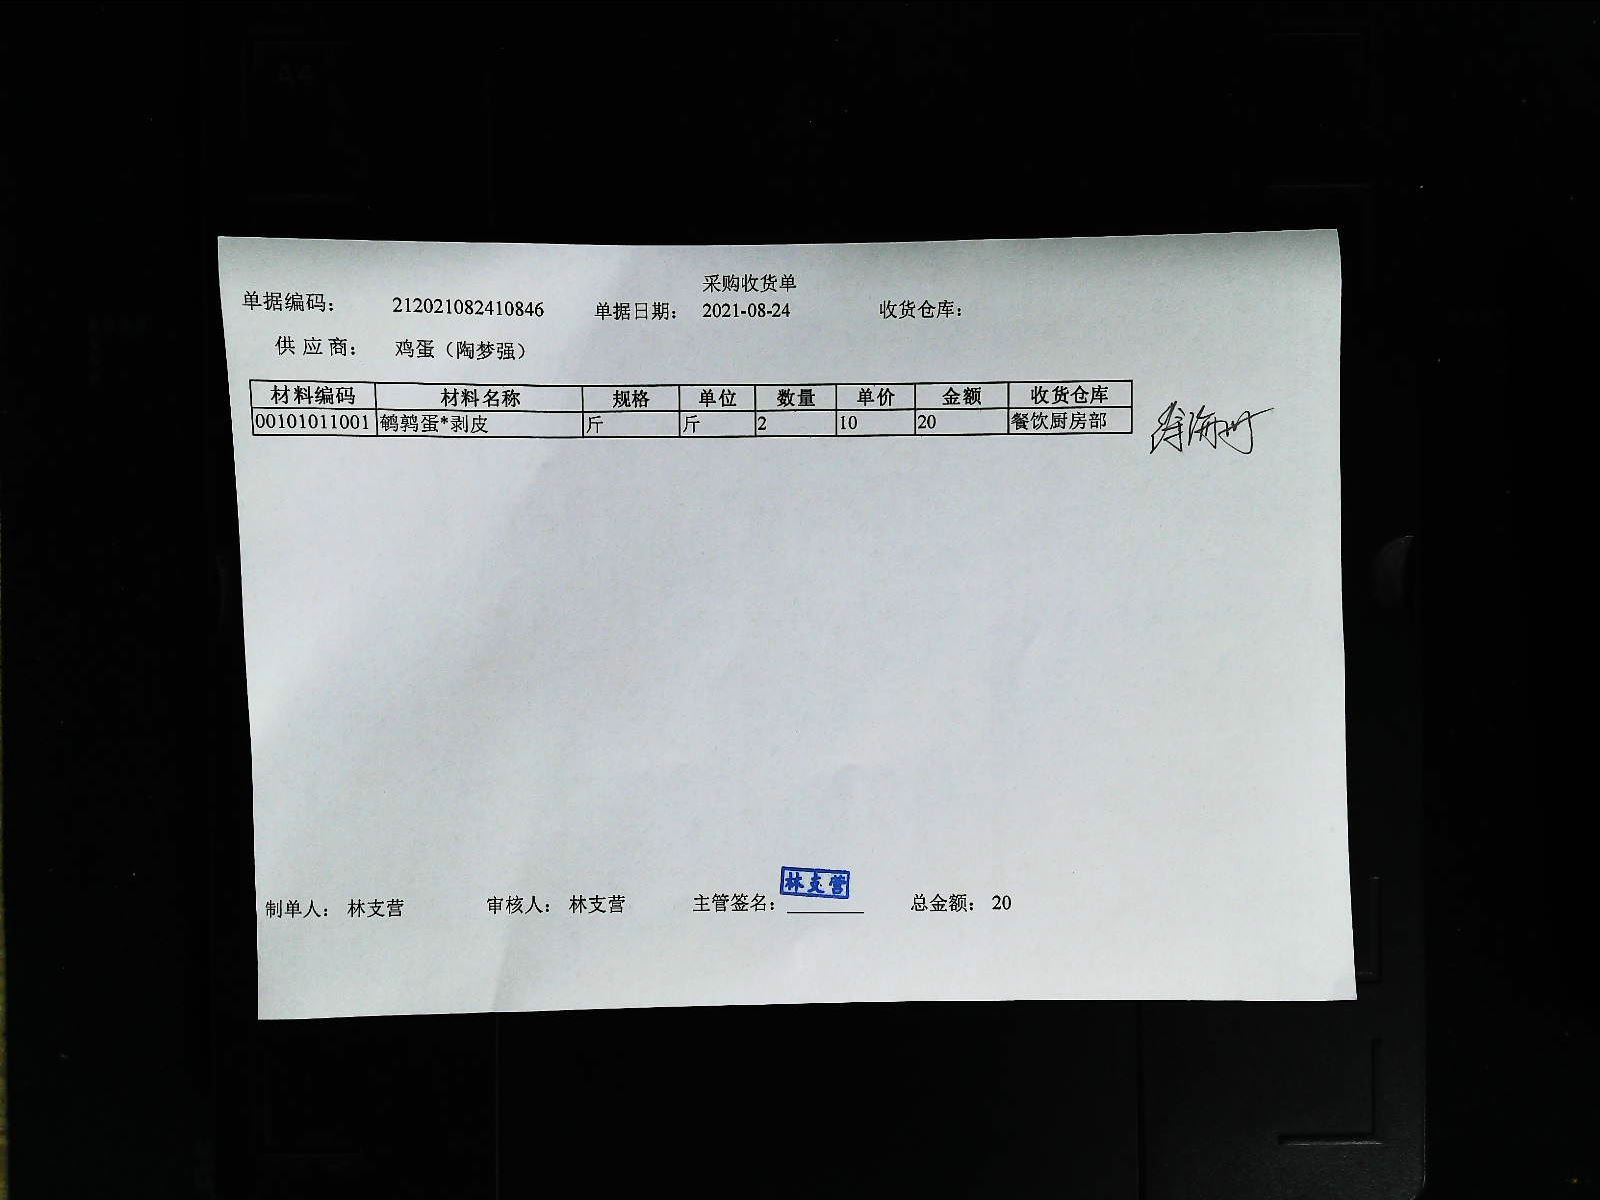 采购收货单
单据编码： 212021082410846 单据日期： 2021-08-24 收货仓库：
供 应 商： 鸡蛋（陶梦强）
材料编码 材料名称 规格 单位 数量 单价 金额 收货仓库
00101011001 鹌鹑蛋*剥皮 斤 斤 2 10 20 餐饮厨房部
林支营
制单人： 林支营 审核人： 林支营 主管签名： 总金额： 20